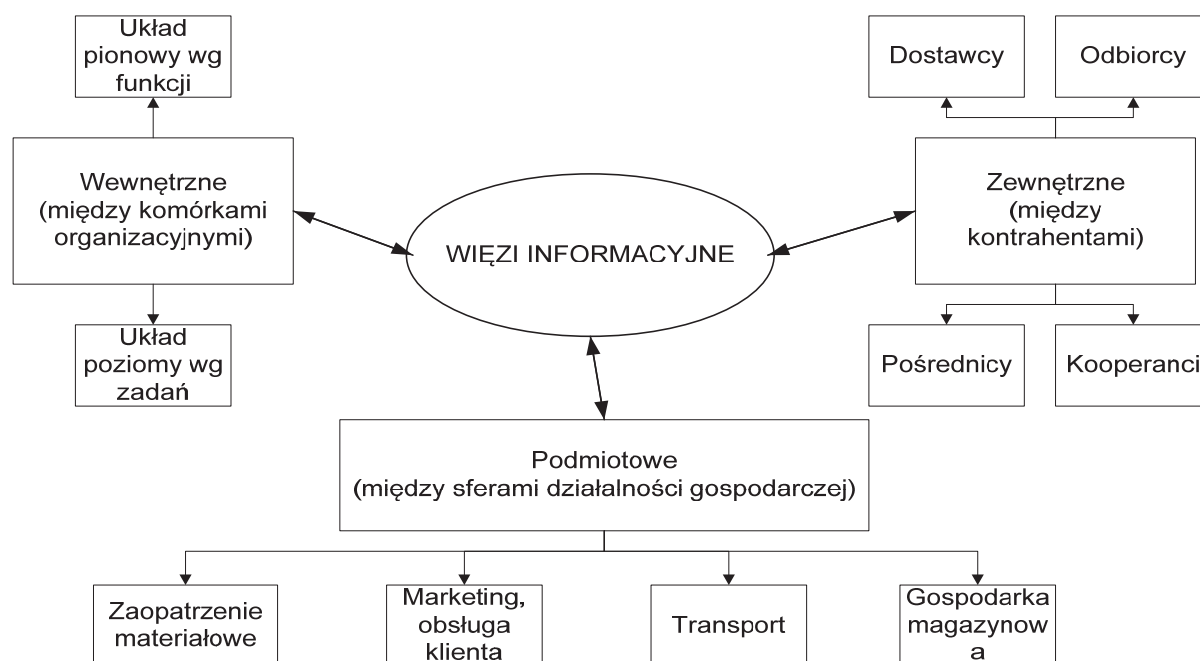 Układ
pionowy wg
funkcji
Dostawcy
Odbiorcy
Wewnętrzne
(między komórkami
organizacyjnymi)
WIĘZI INFORMACYJNE
Zewnętrzne
(między
kontrahentami)
Układ
poziomy wg
zadań
Pośrednicy
Kooperanci
Podmiotowe
(między sferami działalności gospodarczej)
Zaopatrzenie
materiałowe
Marketing,
obsługa
klienta
Transport
Gospodarka
magazynow
a